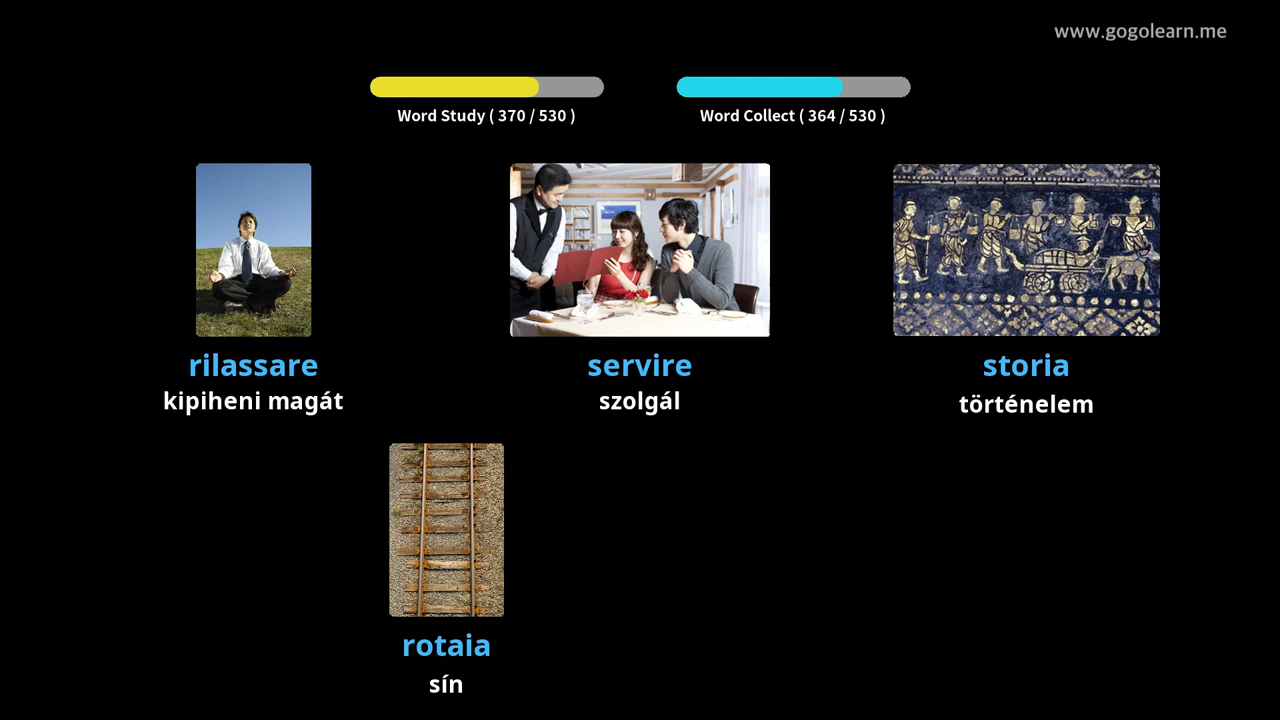 www.gogolearn.me
Word Study ( 370 / 530 )
Word Collect ( 364 / 530 )
rilassare
kipiheni magát
servire
szolgál
storia
történelem
rotaia
sín